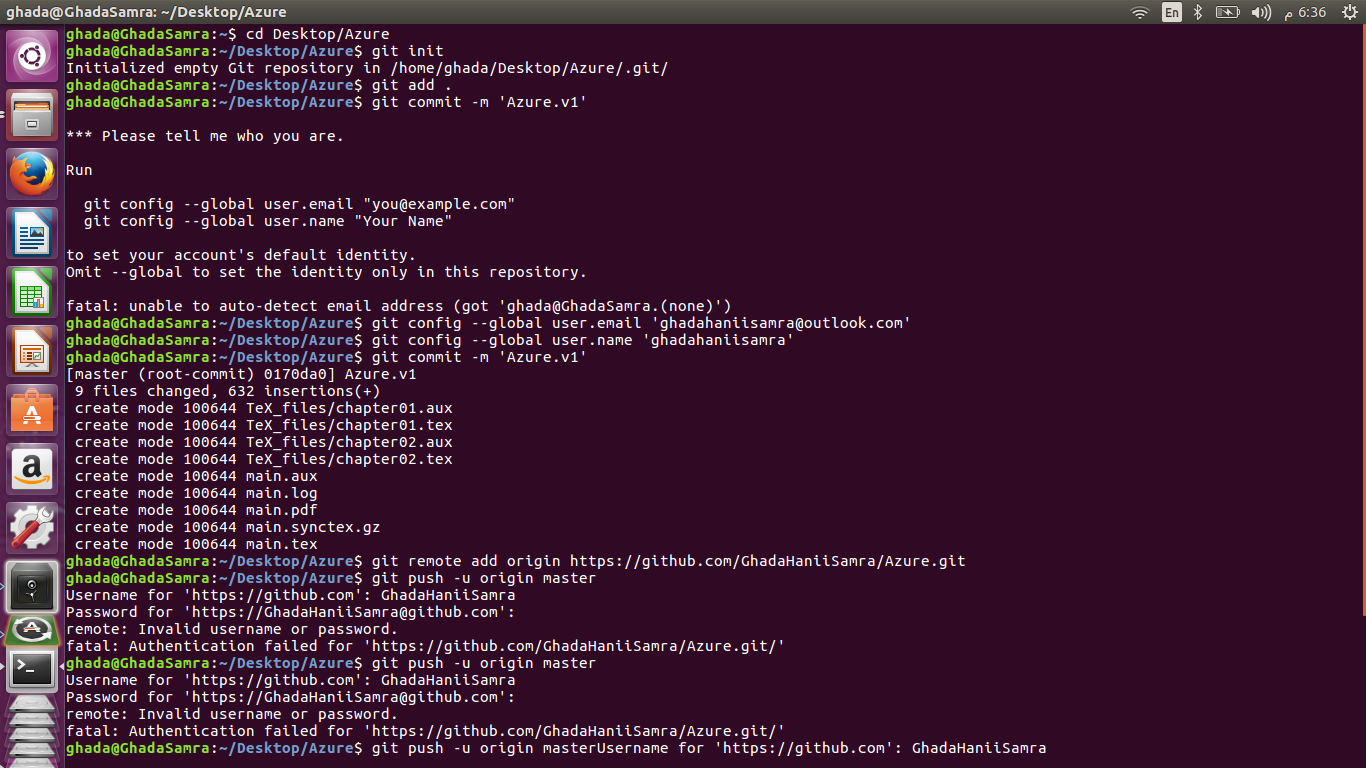 ghada@GhadaSamra: ~/Desktop/Azure
En
6:36 م
ghada@GhadaSamra:~$ cd Desktop/Azure
ghada@GhadaSamra:~/Desktop/Azure$ git init
Initialized empty Git repository in /home/ghada/Desktop/Azure/.git/
ghada@GhadaSamra:~/Desktop/Azure$ git add .
ghada@GhadaSamra:~/Desktop/Azure$ git commit -m 'Azure.v1'

*** Please tell me who you are.

Run

  git config --global user.email "you@example.com"
  git config --global user.name "Your Name"

to set your account's default identity.
Omit --global to set the identity only in this repository.

fatal: unable to auto-detect email address (got 'ghada@GhadaSamra.(none)')
ghada@GhadaSamra:~/Desktop/Azure$ git config --global user.email 'ghadahaniisamra@outlook.com'
ghada@GhadaSamra:~/Desktop/Azure$ git config --global user.name 'ghadahaniisamra'
ghada@GhadaSamra:~/Desktop/Azure$ git commit -m 'Azure.v1'
[master (root-commit) 0170da0] Azure.v1
 9 files changed, 632 insertions(+)
 create mode 100644 TeX_files/chapter01.aux
 create mode 100644 TeX_files/chapter01.tex
 create mode 100644 TeX_files/chapter02.aux
 create mode 100644 TeX_files/chapter02.tex
 create mode 100644 main.aux
 create mode 100644 main.log
 create mode 100644 main.pdf
 create mode 100644 main.synctex.gz
 create mode 100644 main.tex
ghada@GhadaSamra:~/Desktop/Azure$ git remote add origin https://github.com/GhadaHaniiSamra/Azure.git
ghada@GhadaSamra:~/Desktop/Azure$ git push -u origin master
Username for 'https://github.com': GhadaHaniiSamra
Password for 'https://GhadaHaniiSamra@github.com':
remote: Invalid username or password.
fatal: Authentication failed for 'https://github.com/GhadaHaniiSamra/Azure.git/'
ghada@GhadaSamra:~/Desktop/Azure$ git push -u origin master
Username for 'https://github.com': GhadaHaniiSamra
Password for 'https://GhadaHaniiSamra@github.com':
remote: Invalid username or password.
fatal: Authentication failed for 'https://github.com/GhadaHaniiSamra/Azure.git/'
ghada@GhadaSamra:~/Desktop/Azure$ git push -u origin masterUsername for 'https://github.com': GhadaHaniiSamra